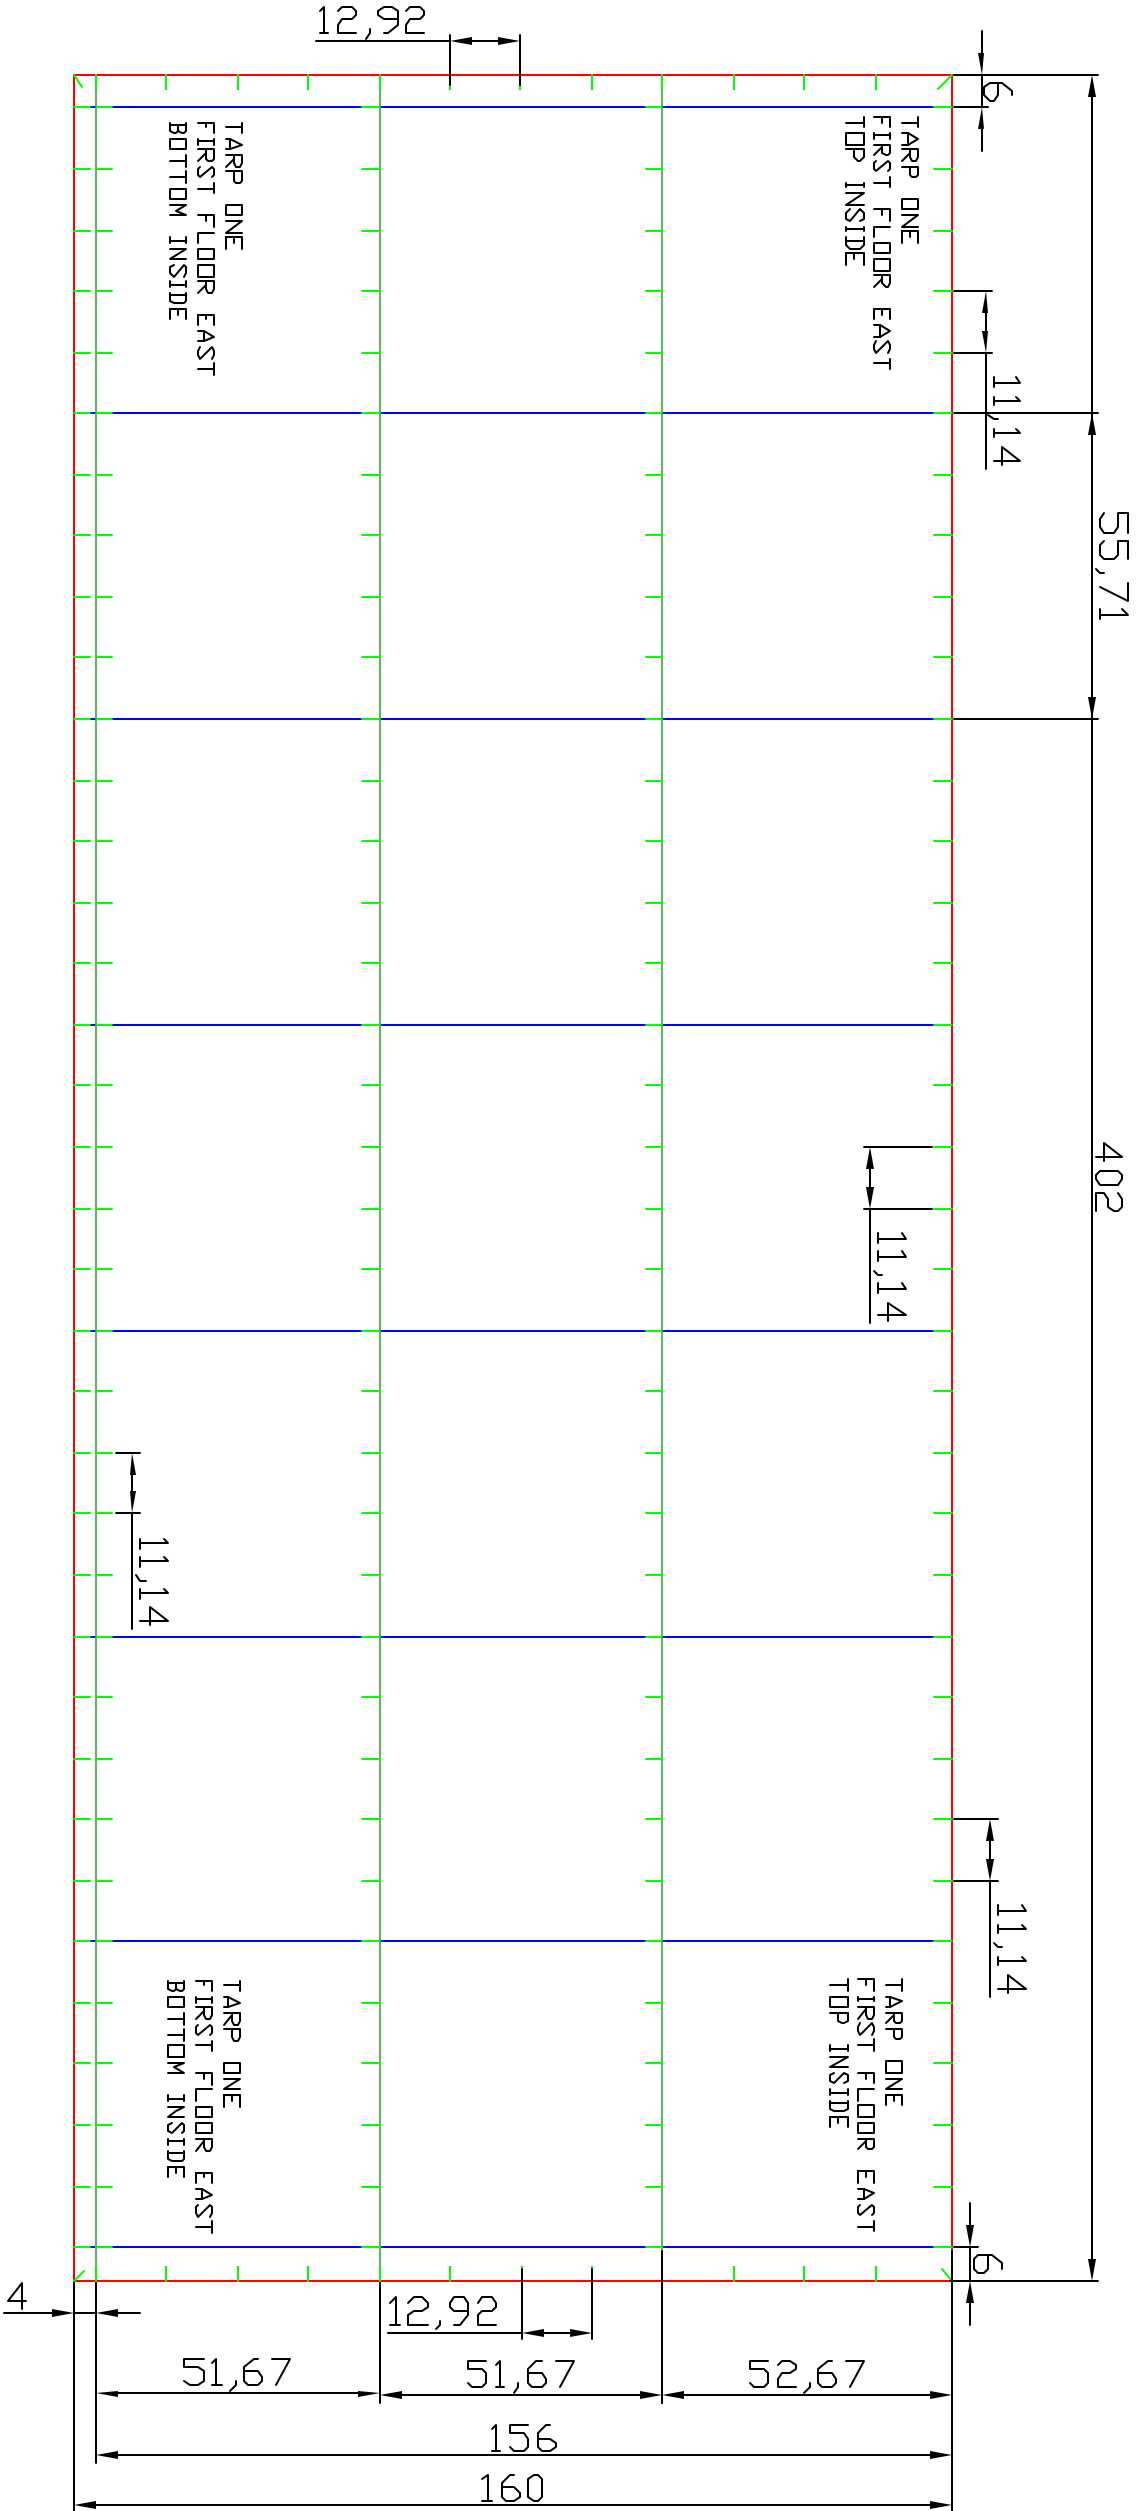 12,92
6
TARP ONE
FIRST FLOOR EAST
TOP INSIDE
TARP ONE
FIRST FLOOR EAST
BOTTOM INSIDE
11,14
55,71
402
11,14
11,14
11,14
TARP ONE
FIRST FLOOR EAST
TOP INSIDE
TARP ONE
FIRST FLOOR EAST
BOTTOM INSIDE
6
4
12,92
51,67
51,67
52,67
156
160